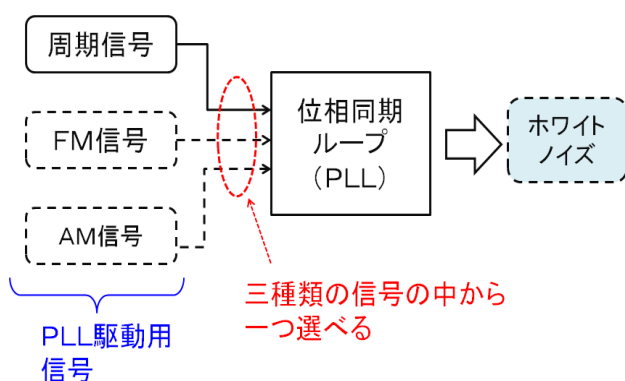 周期信号
FM信号
AM信号
位相同期
ループ
（PLL）
ホワイト
ノイズ
三種類の信号の中から
一つ選べる
PLL駆動用
信号